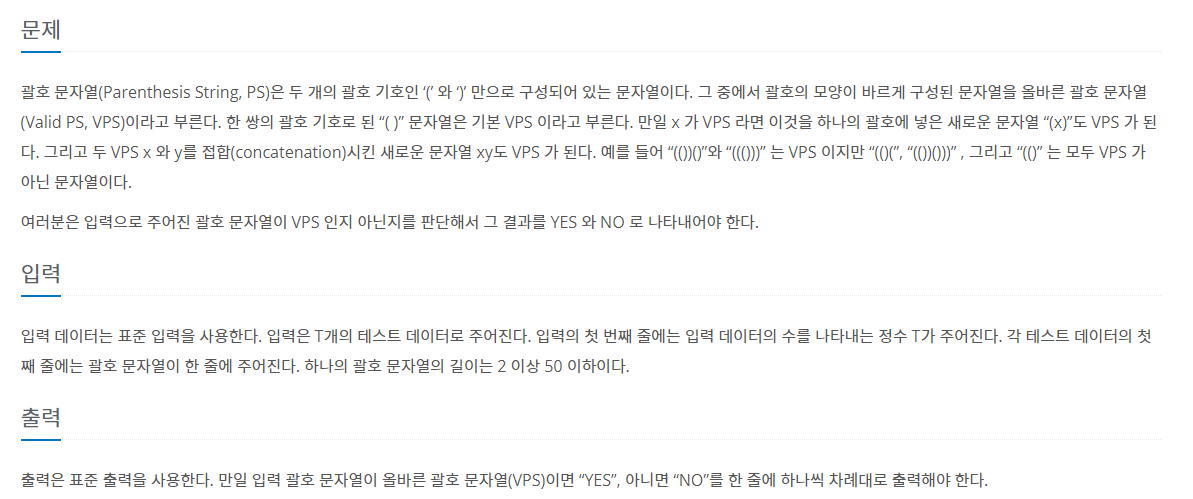 문제
괄호 문자열(Parenthesis String, PS)은 두 개의 괄호 기호인 ‘(’ 와 ‘)’ 만으로 구성되어 있는 문자열이다. 그 중에서 괄호의 모양이 바르게 구성된 문자열을 올바른 괄호 문자열
(Valid PS, VPS)이라고 부른다. 한 쌍의 괄호 기호로 된 “( )” 문자열은 기본 VPS 이라고 부른다. 만일 x 가 VPS 라면 이것을 하나의 괄호에 넣은 새로운 문자열 “(x)”도 VPS 가 된
다. 그리고 두 VPS x 와 y를 접합(concatenation)시킨 새로운 문자열 xy도 VPS 가 된다. 예를 들어 “(())()”와 “((()))” 는 VPS 이지만 “(()(”, “(())()))” , 그리고 “(()” 는 모두 VPS 가
아닌 문자열이다.
여러분은 입력으로 주어진 괄호 문자열이 VPS 인지 아닌지를 판단해서 그 결과를 YES 와 NO 로 나타내어야 한다.
입력
입력 데이터는 표준 입력을 사용한다. 입력은 T개의 테스트 데이터로 주어진다. 입력의 첫 번째 줄에는 입력 데이터의 수를 나타내는 정수 T가 주어진다. 각 테스트 데이터의 첫
째 줄에는 괄호 문자열이 한 줄에 주어진다. 하나의 괄호 문자열의 길이는 2 이상 50 이하이다.
출력
출력은 표준 출력을 사용한다. 만일 입력 괄호 문자열이 올바른 괄호 문자열(VPS)이면 “YES”, 아니면 “NO”를 한 줄에 하나씩 차례대로 출력해야 한다.